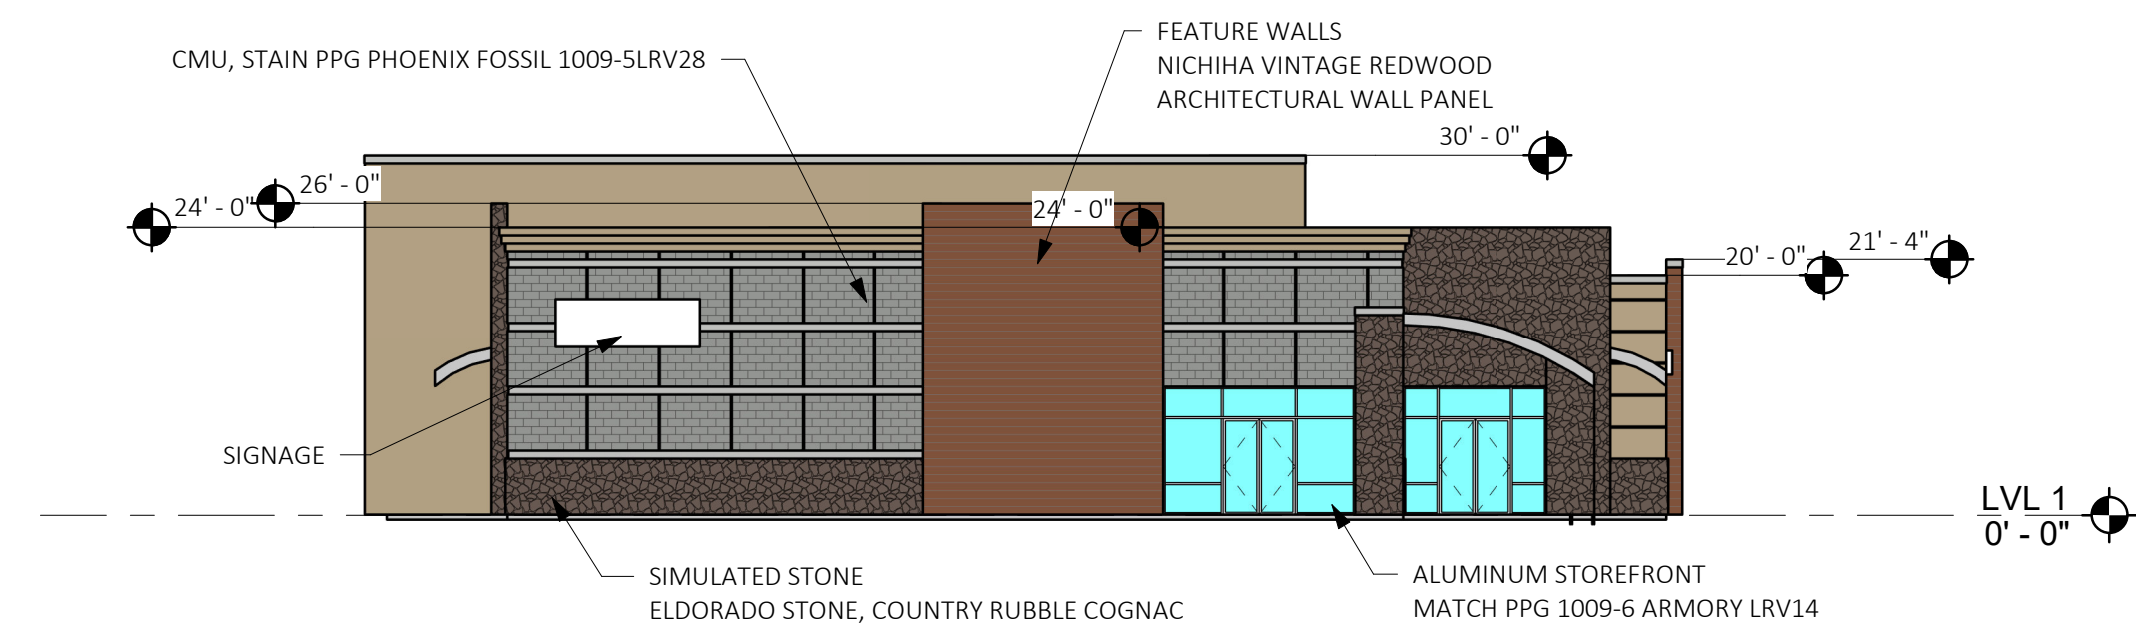 FEATURE WALLS
NICHIHA VINTAGE REDWOOD
ARCHITECTURAL WALL PANEL
CMU, STAIN PPG PHOENIX FOSSIL 1009-5LRV28
30' - 0"
26' - 0"
24' - 0"
24' - 0"
21' - 4"
20' - 0"
SIGNAGE
LVL 1
0' - 0"
SIMULATED STONE
ELDORADO STONE, COUNTRY RUBBLE COGNAC
ALUMINUM STOREFRONT
MATCH PPG 1009-6 ARMORY LRV14